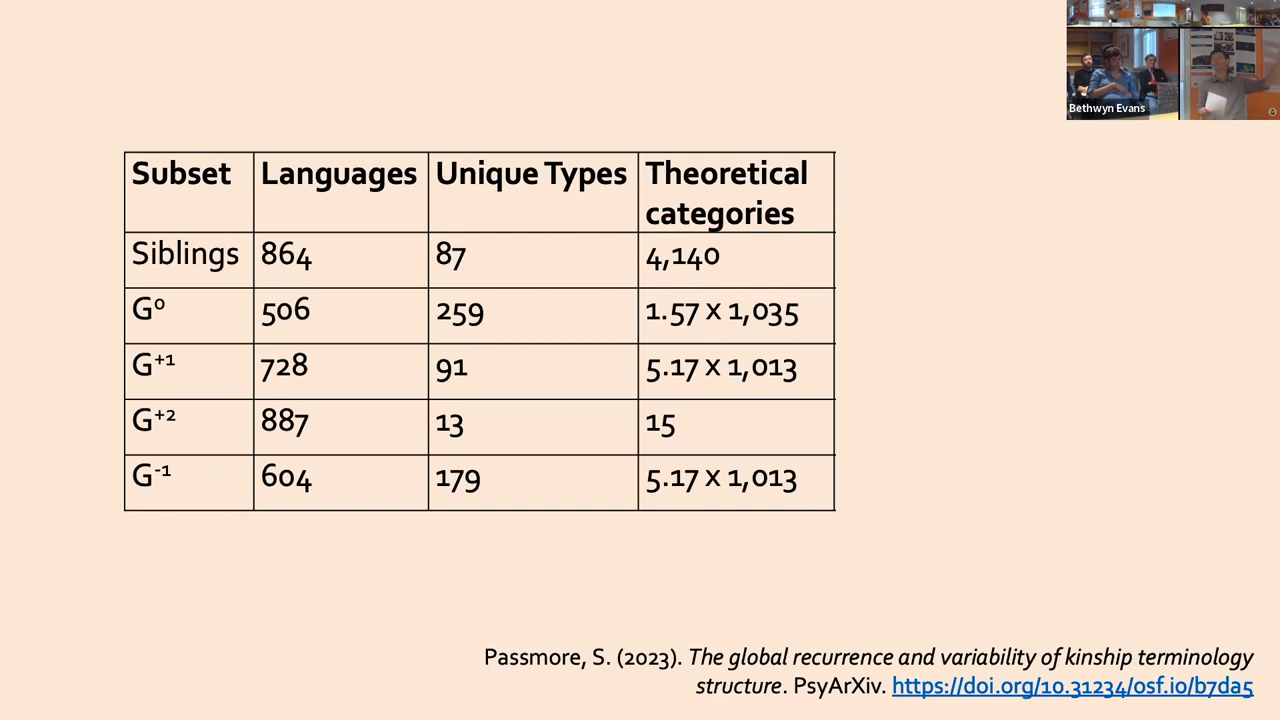 Bethwyn Evans
Subset Languages Unique Types Theoretical categories
Siblings 864 87 4,140
G⁰ 506 259 1.57 x 1,035
G⁺¹ 728 91 5.17 x 1,013
G⁺² 887 13 15
G⁻¹ 604 179 5.17 x 1,013
Passmore, S. (2023). The global recurrence and variability of kinship terminology
structure. PsyArXiv. https://doi.org/10.31234/osf.io/b7da5